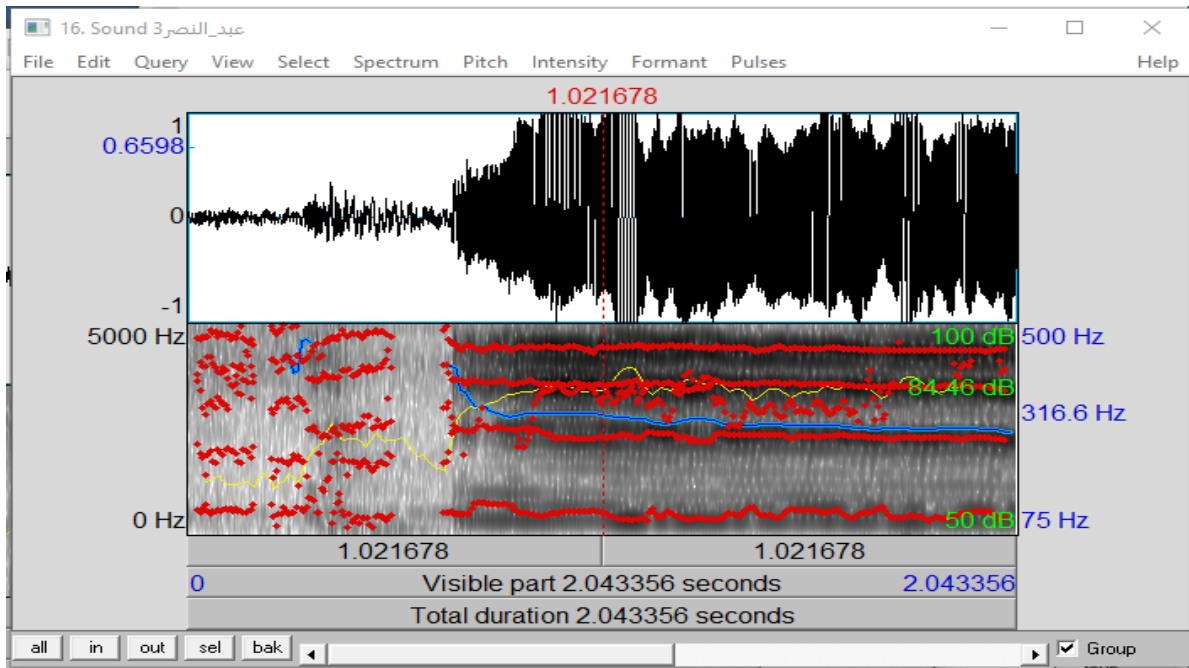 16. Sound عبد_النصر3
File Edit Query View Select Spectrum Pitch Intensity Formant Pulses Help
1.021678
1
0.6598
0
-1
5000 Hz 100 dB 500 Hz
84.46 dB
316.6 Hz
0 Hz 50 dB 75 Hz
1.021678 1.021678
0 Visible part 2.043356 seconds 2.043356
Total duration 2.043356 seconds
all in out sel bak Group